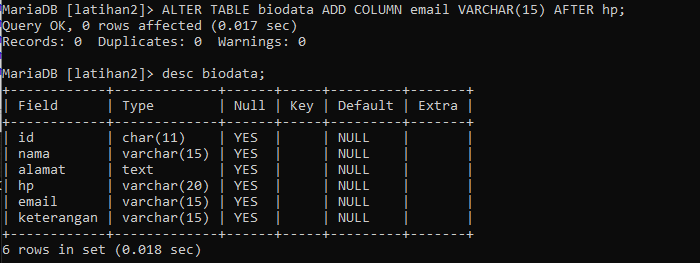 MariaDB [latihan2]> ALTER TABLE biodata ADD COLUMN email VARCHAR(15) AFTER hp;
Query OK, 0 rows affected (0.017 sec)
Records: 0  Duplicates: 0  Warnings: 0

MariaDB [latihan2]> desc biodata;
+------------+-------------+------+-----+---------+-------+
| Field      | Type        | Null | Key | Default | Extra |
+------------+-------------+------+-----+---------+-------+
| id         | char(11)    | YES  |     | NULL    |       |
| nama       | varchar(15) | YES  |     | NULL    |       |
| alamat     | text        | YES  |     | NULL    |       |
| hp         | varchar(20) | YES  |     | NULL    |       |
| email      | varchar(15) | YES  |     | NULL    |       |
| keterangan | varchar(15) | YES  |     | NULL    |       |
+------------+-------------+------+-----+---------+-------+
6 rows in set (0.018 sec)